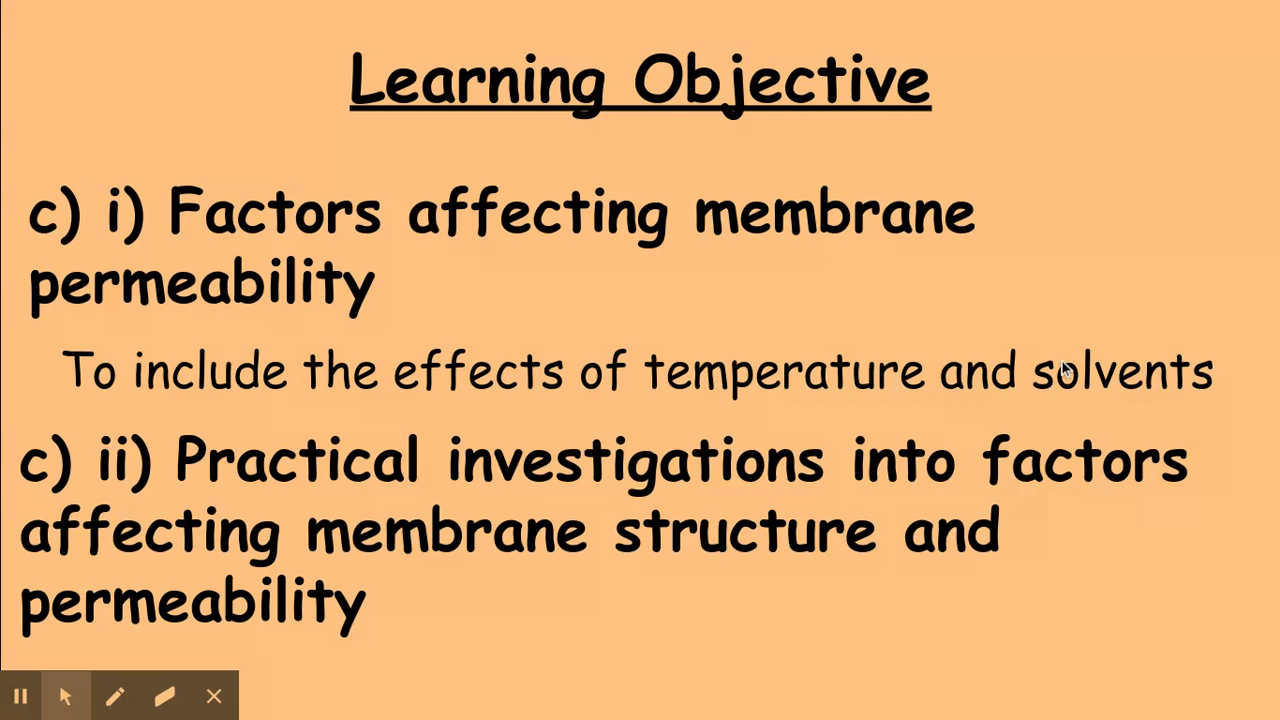 Learning Objective
c) i) Factors affecting membrane
permeability
To include the effects of temperature and solvents
c) ii) Practical investigations into factors
affecting membrane structure and
permeability